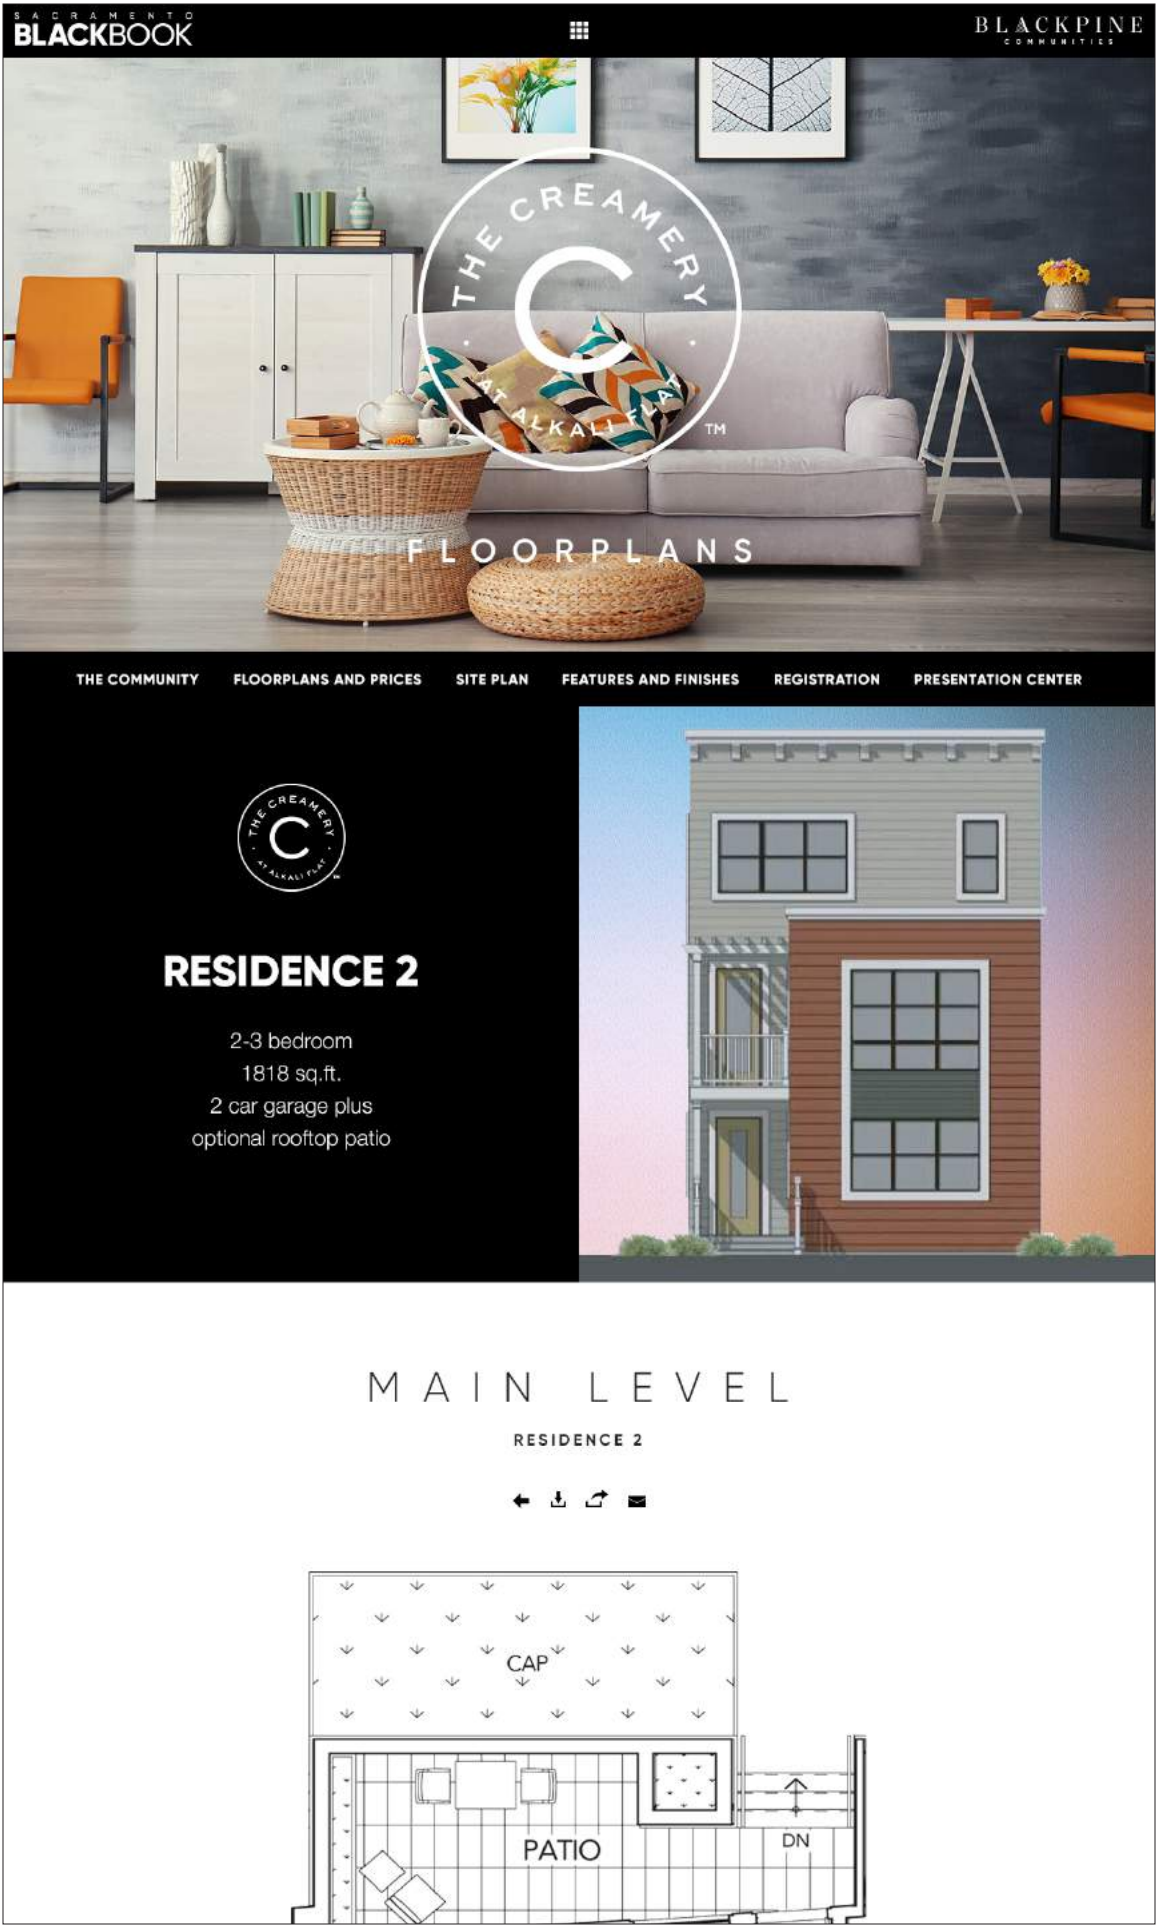 SACRAMENTO
BLACKBOOK
BLACKPINE
COMMUNITIES
THE CREAMERY
C
AT ALKALI FLAT
TM
FLOORPLANS
THE COMMUNITY
FLOORPLANS AND PRICES
SITE PLAN
FEATURES AND FINISHES
REGISTRATION
PRESENTATION CENTER
THE CREAMERY
C
AT ALKALI FLAT
RESIDENCE 2
2-3 bedroom
1818 sq.ft.
2 car garage plus
optional rooftop patio
MAIN LEVEL
RESIDENCE 2
CAP
PATIO
DN